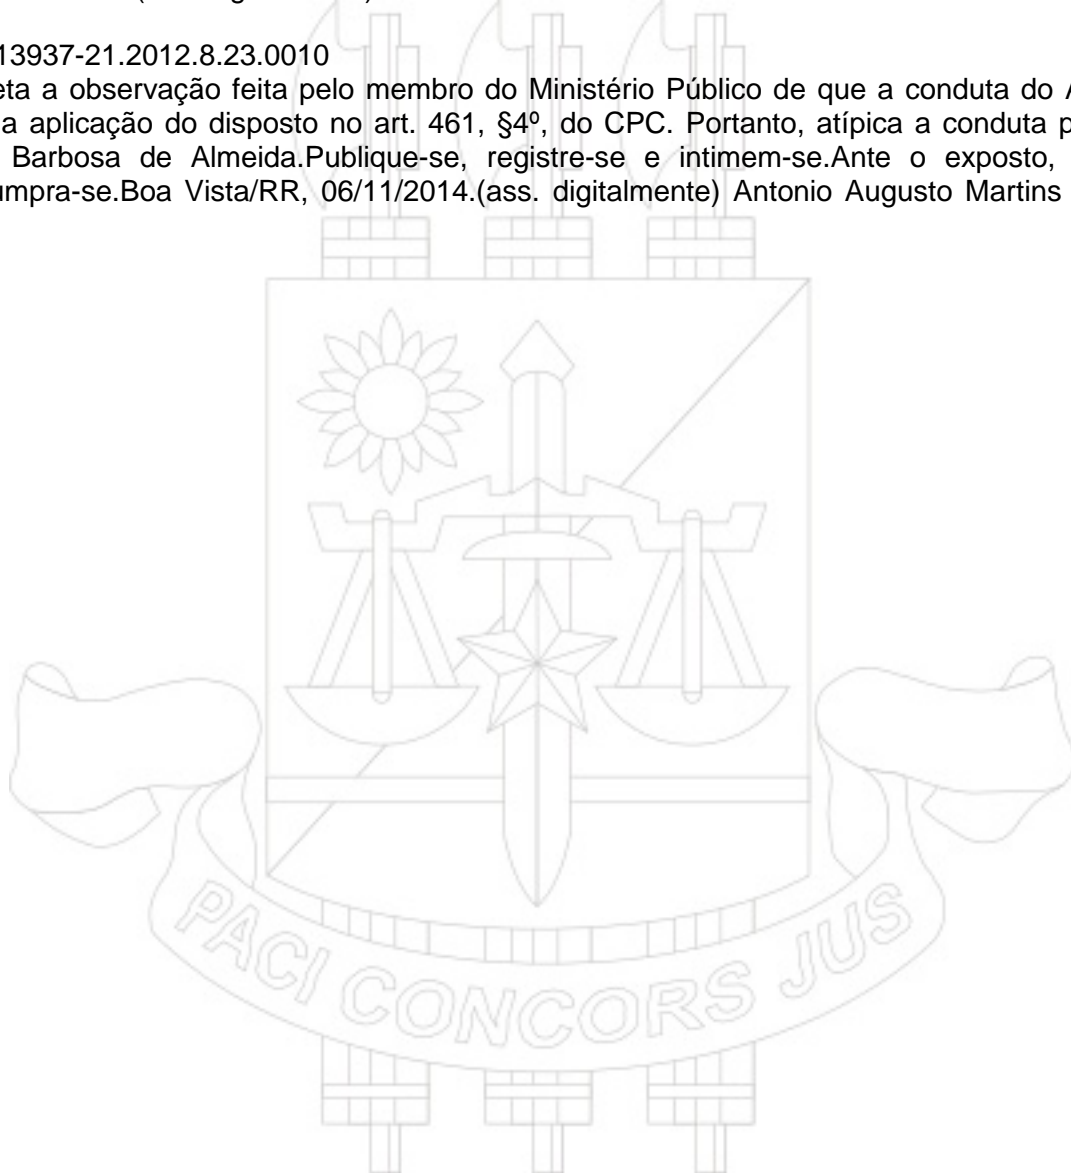 13937-21.2012.8.23.0010
eta a observação feita pelo membro do Ministério Público de que a conduta do A
a aplicação do disposto no art. 461, §4º, do CPC. Portanto, atípica a conduta p
Barbosa de Almeida.Publique-se, registre-se e intimem-se.Ante o exposto,
umpra-se.Boa Vista/RR, 06/11/2014.(ass. digitalmente) Antonio Augusto Martins
PACI CONCORS JUS